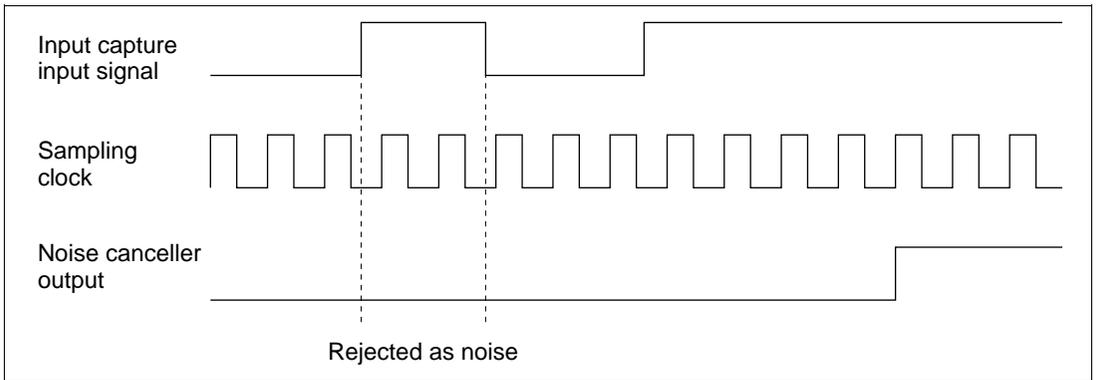 Input capture
input signal
Sampling
clock
Noise canceller
output
Rejected as noise